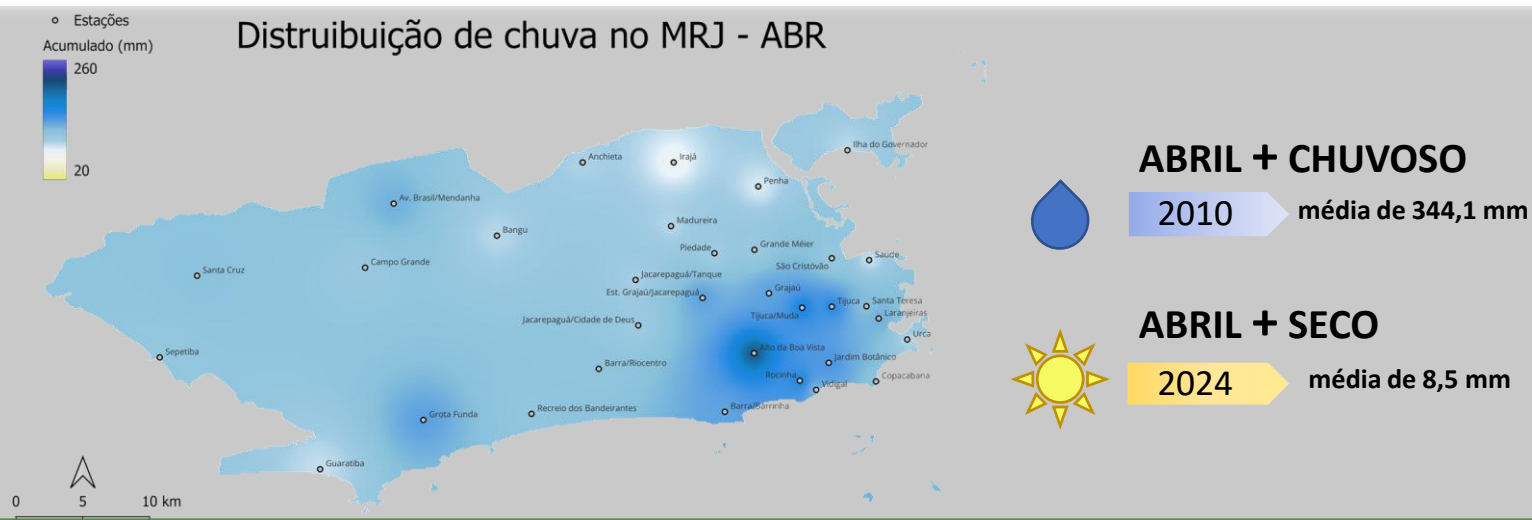 Estações
Acumulado (mm)
260
20
Distruibuição de chuva no MRJ - ABR
Ilha do Governador
Anchieta
Irajá
Penha
Av. Brasil/Mendanha
Madureira
Bangu
Piedade
Grande Méier
São Cristóvão
Saúde
Santa Cruz
Campo Grande
Jacarepaguá/Tanque
Est. Grajaú/Jacarepaguá
Grajaú
Tijuca
Santa Teresa
Tijuca/Muda
Laranjeiras
Jacarepaguá/Cidade de Deus
Urca
Sepetiba
Alto da Boa Vista
Jardim Botânico
Barra/Riocentro
Rocinha
Vidigal
Copacabana
Grota Funda
Recreio dos Bandeirantes
Barra/Barrinha
Guaratiba
0 5 10 km
ABRIL + CHUVOSO
2010 média de 344,1 mm
ABRIL + SECO
2024 média de 8,5 mm